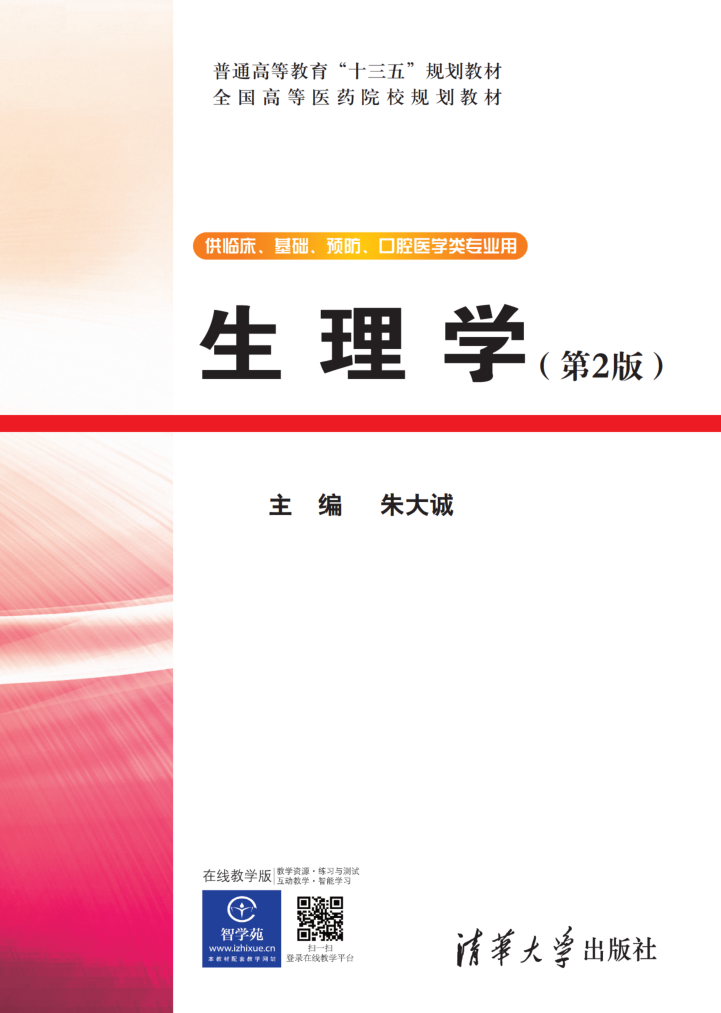 普通高等教育“十三五”规划教材
全国高等医药院校规划教材
供临床、基础、预防、口腔医学类专业用
生理学（第2版）
主 编 朱大诚
在线教学版 教学资源·练习与测试
互动教学·智能学习
智学苑
www.izhixue.cn
本教材配套教学网站
扫一扫
登录在线教学平台
清华大学出版社